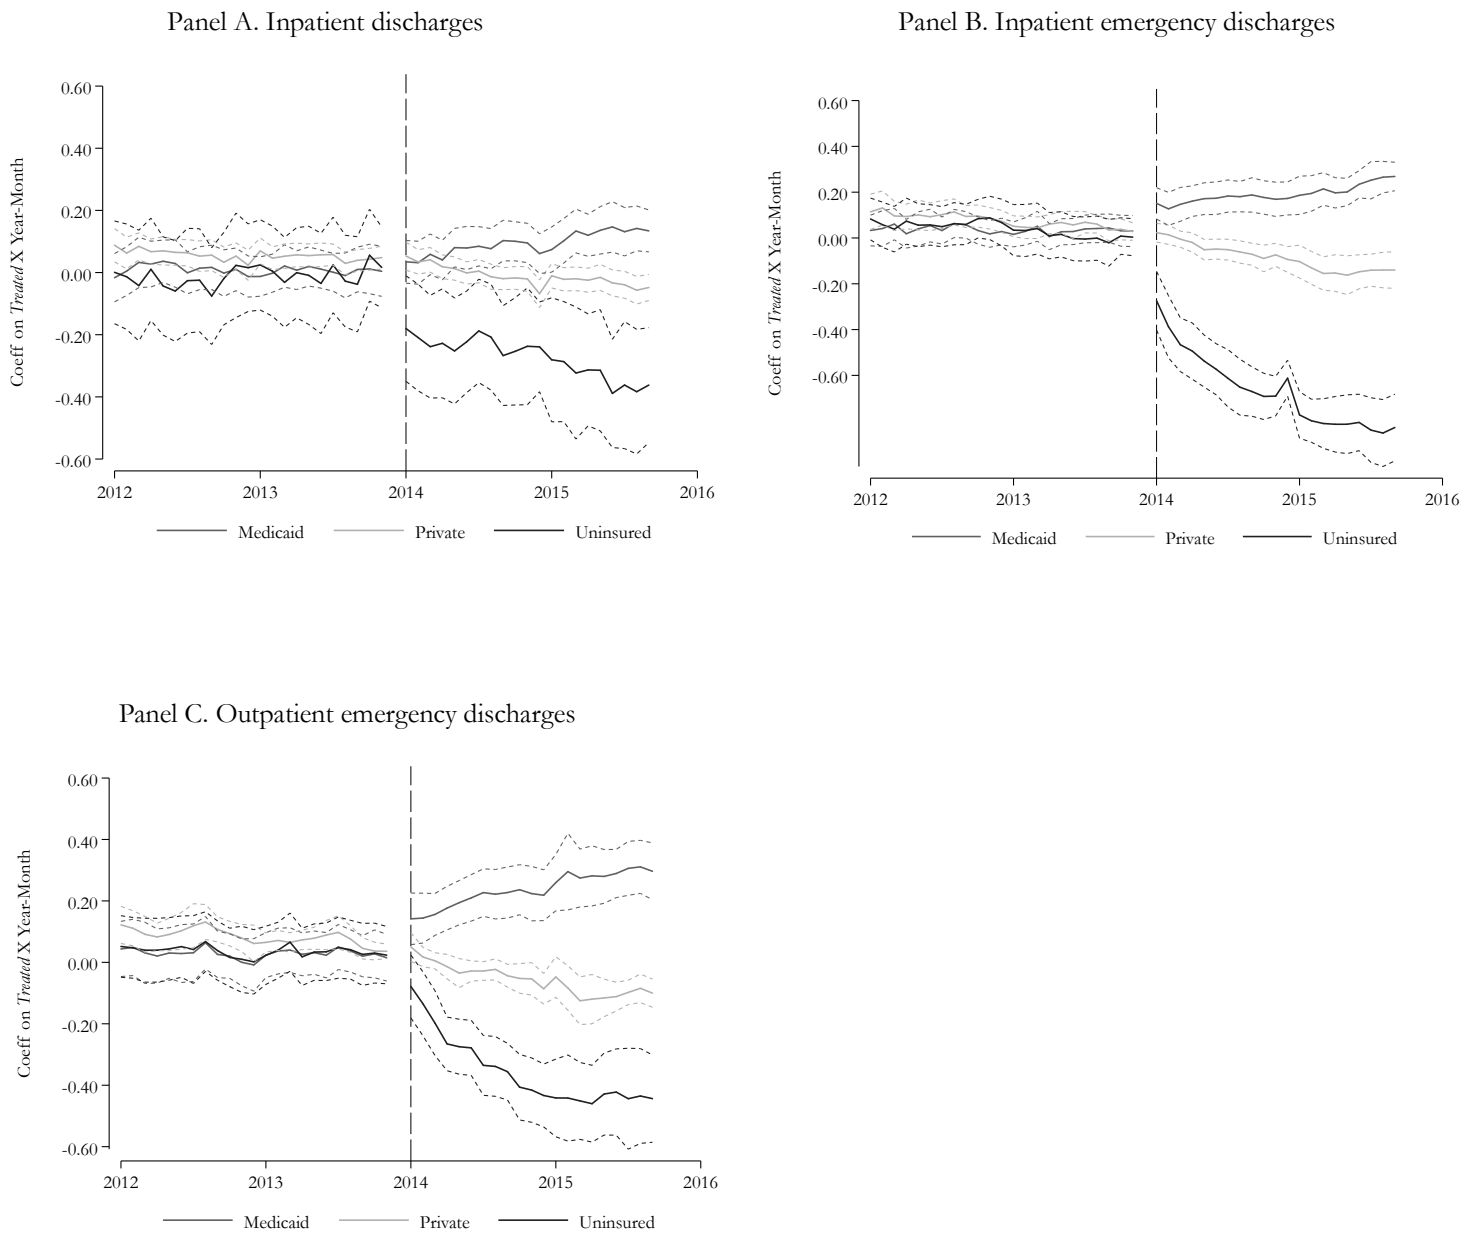 Panel A. Inpatient discharges
Coeff on Treated X Year-Month
0.60
0.40
0.20
0.00
-0.20
-0.40
-0.60
2012 2013 2014 2015 2016
Medicaid Private Uninsured
Panel B. Inpatient emergency discharges
Coeff on Treated X Year-Month
0.60
0.40
0.20
0.00
-0.20
-0.40
-0.60
2012 2013 2014 2015 2016
Medicaid Private Uninsured
Panel C. Outpatient emergency discharges
Coeff on Treated X Year-Month
0.60
0.40
0.20
0.00
-0.20
-0.40
-0.60
2012 2013 2014 2015 2016
Medicaid Private Uninsured